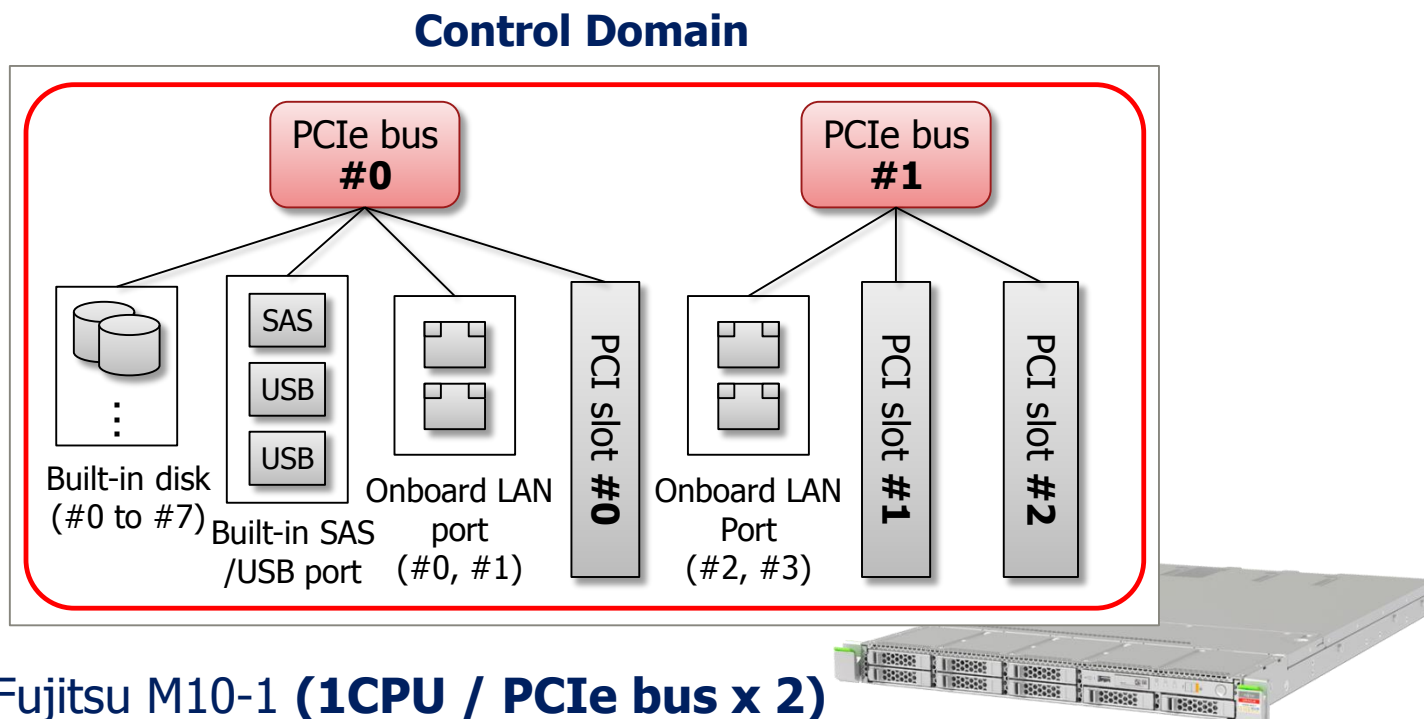 Control Domain
PCIe bus
#0
PCIe bus
#1
SAS
USB
USB
Built-in disk
(#0 to #7)
Built-in SAS
/USB port
Onboard LAN
port
(#0, #1)
PCI slot #0
Onboard LAN
Port
(#2, #3)
PCI slot #1
PCI slot #2
Fujitsu M10-1 (1CPU / PCIe bus x 2)